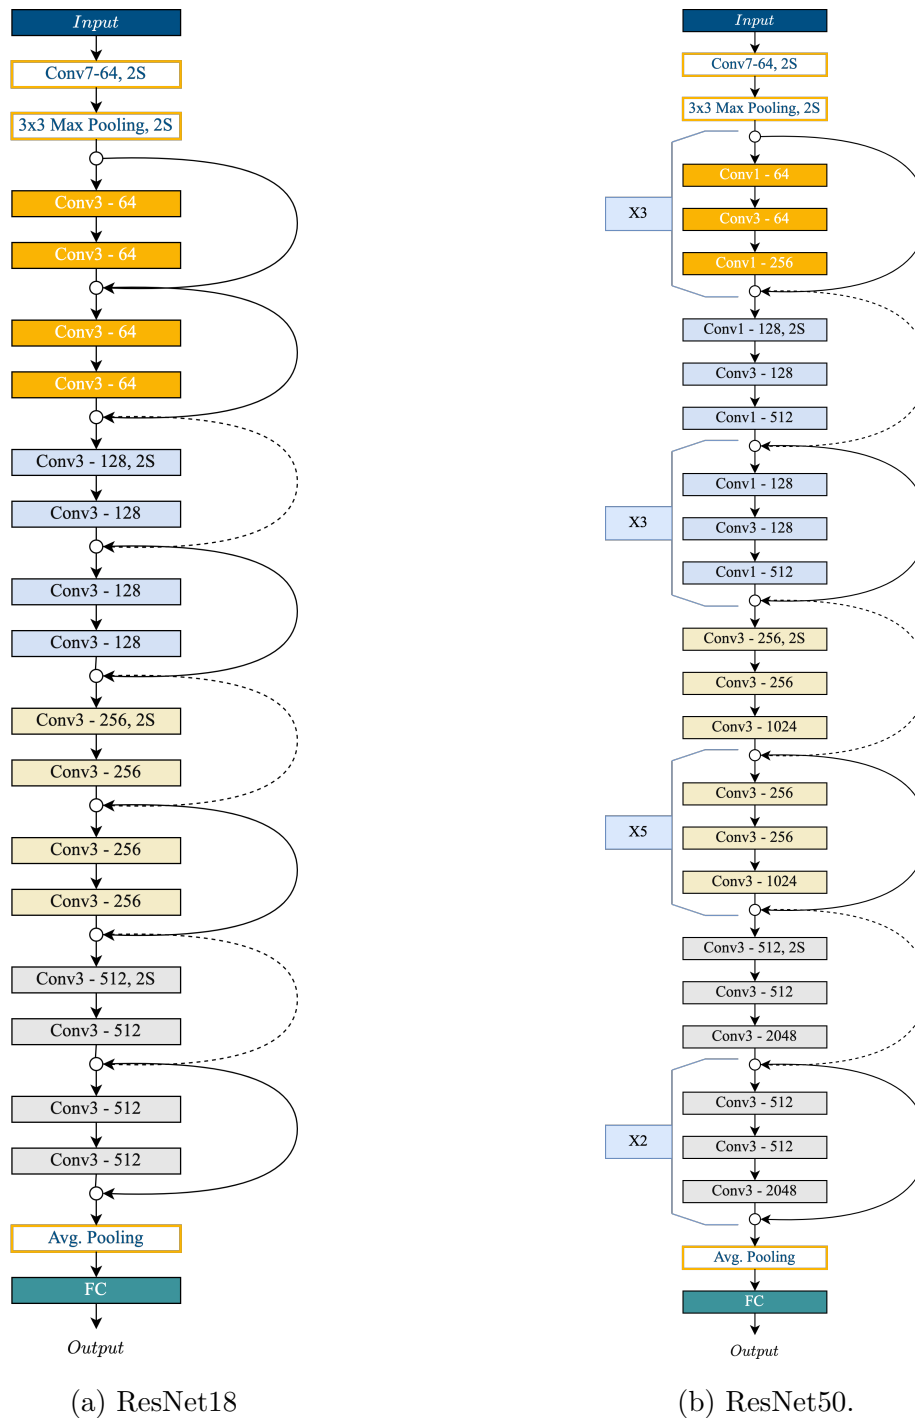 Input
Conv7-64, 2S
3x3 Max Pooling, 2S
Conv3 - 64
Conv3 - 64
Conv3 - 64
Conv3 - 64
Conv3 - 128, 2S
Conv3 - 128
Conv3 - 128
Conv3 - 128
Conv3 - 256, 2S
Conv3 - 256
Conv3 - 256
Conv3 - 256
Conv3 - 512, 2S
Conv3 - 512
Conv3 - 512
Conv3 - 512
Avg. Pooling
FC
Output
(a) ResNet18
Input
Conv7-64, 2S
3x3 Max Pooling, 2S
X3
Conv1 - 64
Conv3 - 64
Conv1 - 256
Conv1 - 128, 2S
Conv3 - 128
Conv1 - 512
X3
Conv1 - 128
Conv3 - 128
Conv1 - 512
Conv3 - 256, 2S
Conv3 - 256
Conv3 - 1024
X5
Conv3 - 256
Conv3 - 256
Conv3 - 1024
Conv3 - 512, 2S
Conv3 - 512
Conv3 - 2048
X2
Conv3 - 512
Conv3 - 512
Conv3 - 2048
Avg. Pooling
FC
Output
(b) ResNet50.